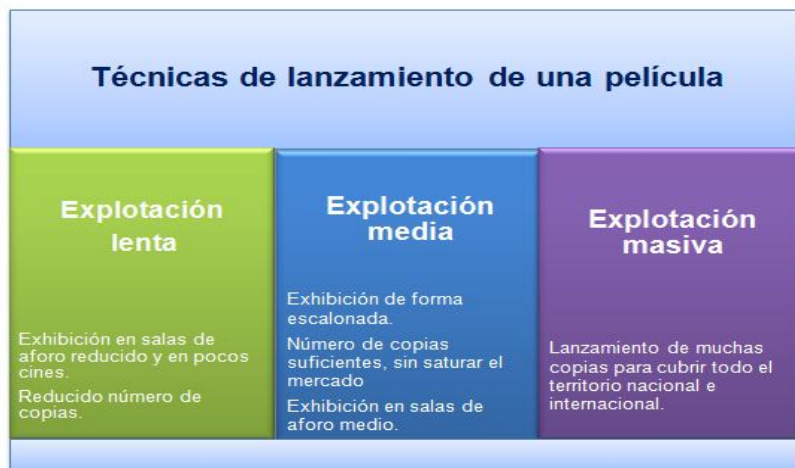 Técnicas de lanzamiento de una película
Explotación
lenta
Exhibición en salas de
aforo reducido y en pocos
cines.
Reducido número de
copias.
Explotación
media
Exhibición de forma
escalonada.
Número de copias
suficientes, sin saturar el
mercado
Exhibición en salas de
aforo medio.
Explotación
masiva
Lanzamiento de muchas
copias para cubrir todo el
territorio nacional e
internacional.